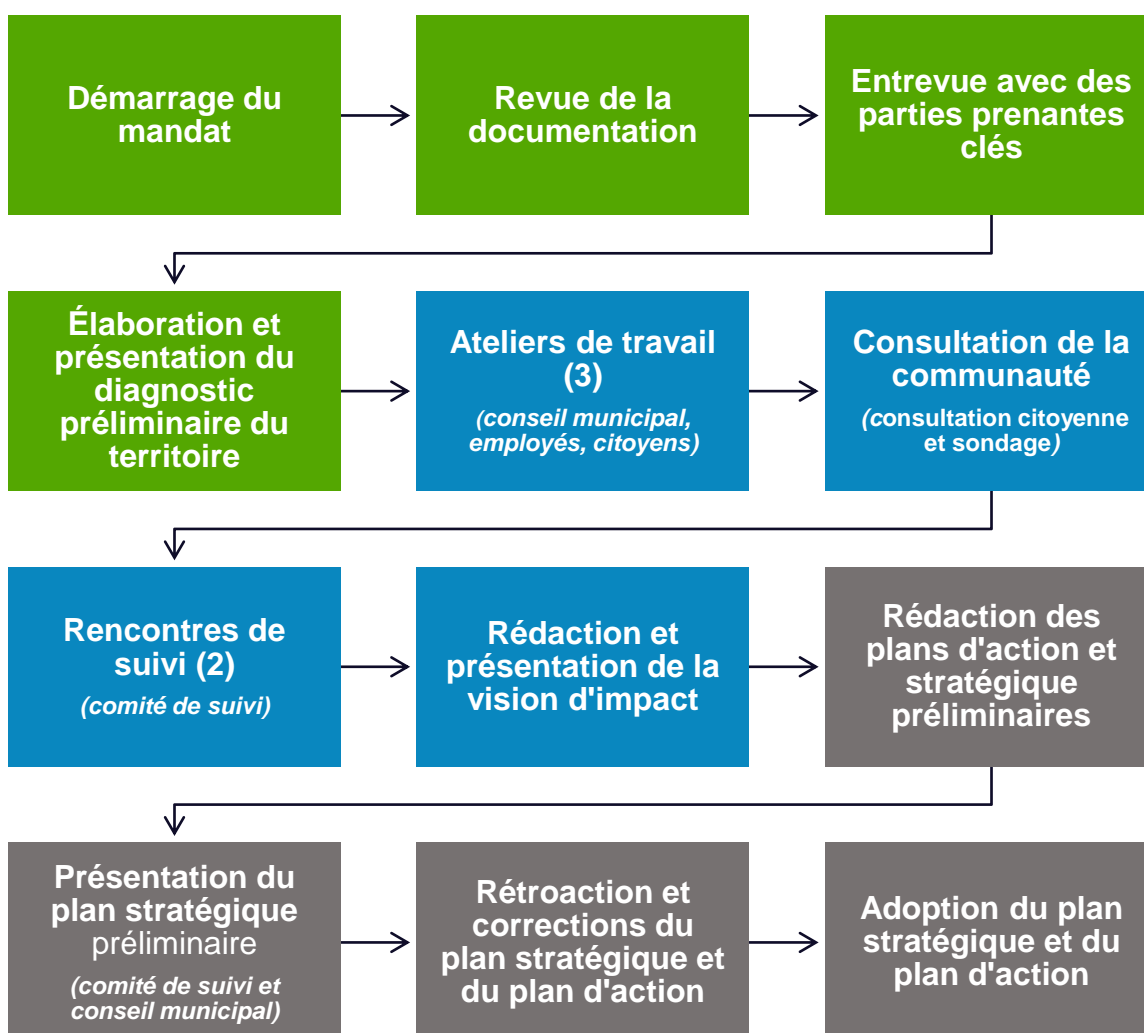 Démarrage du
mandat
Revue de la
documentation
Entrevue avec des
parties prenantes
clés
Élaboration et
présentation du
diagnostic
préliminaire du
territoire
Ateliers de travail
(3)
(conseil municipal,
employés, citoyens)
Consultation de la
communauté
(consultation citoyenne
et sondage)
Rencontres de
suivi (2)
(comité de suivi)
Rédaction et
présentation de la
vision d'impact
Rédaction des
plans d'action et
stratégique
préliminaires
Présentation du
plan stratégique
préliminaire
(comité de suivi et
conseil municipal)
Rétroaction et
corrections du
plan stratégique et
du plan d'action
Adoption du plan
stratégique et du
plan d'action